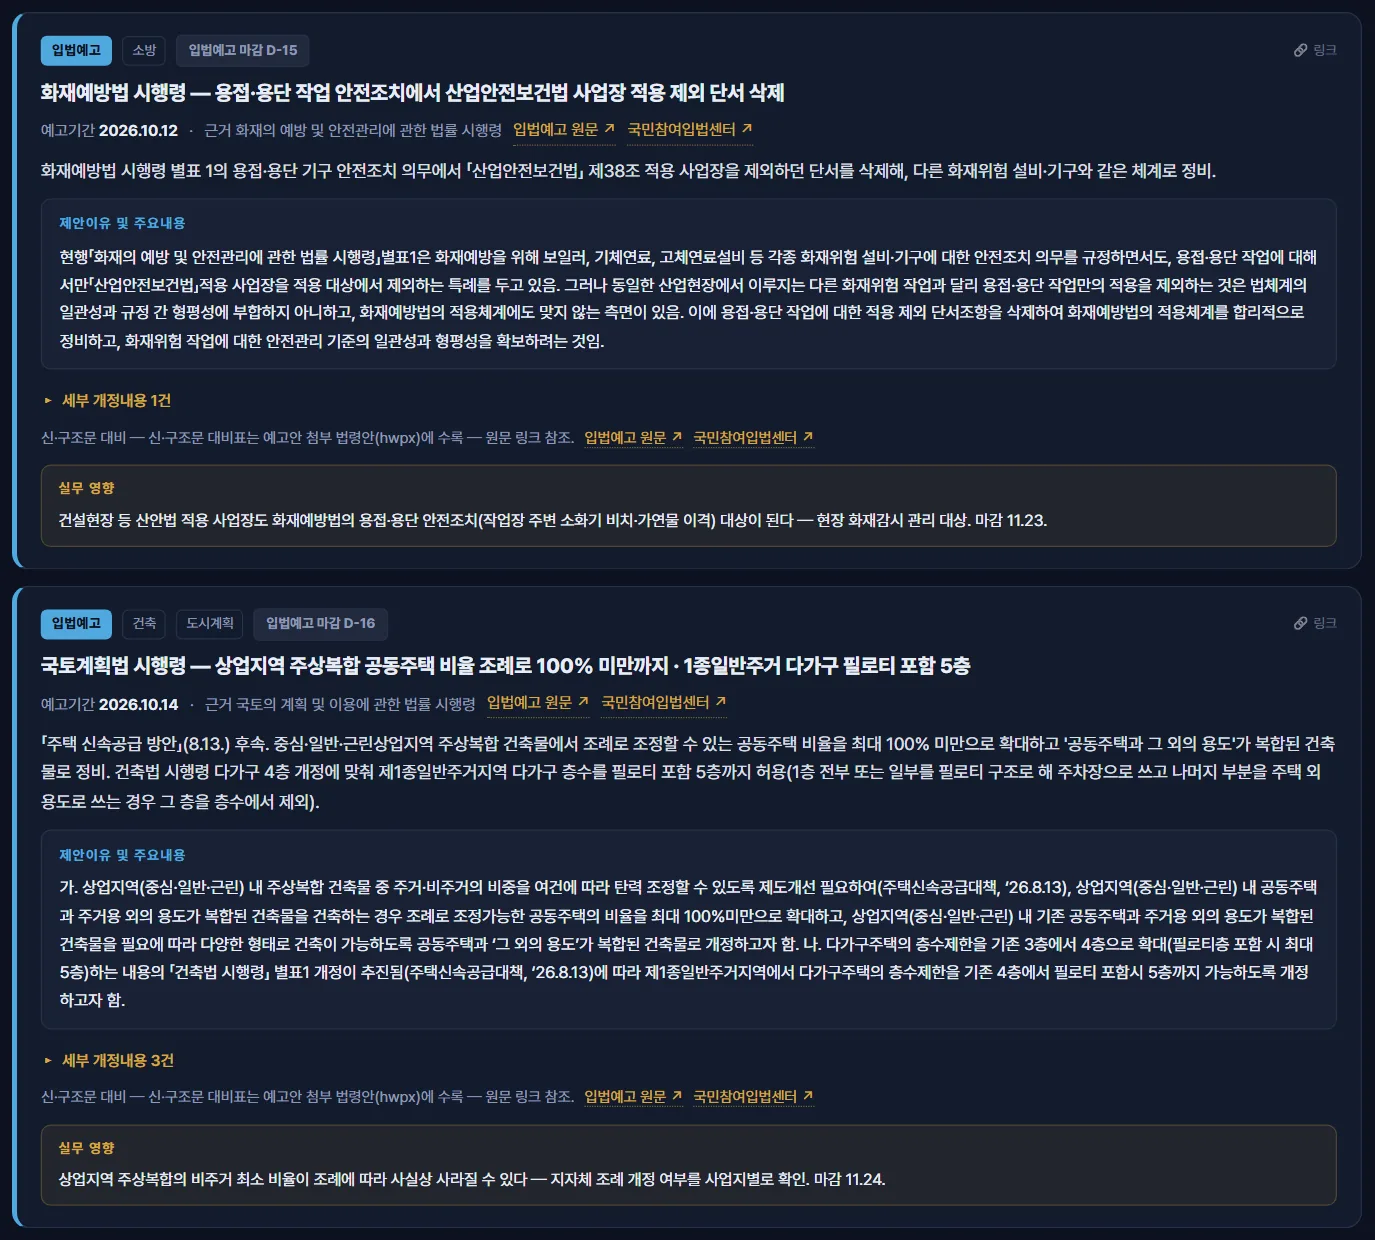 입법예고 소방 입법예고 마감 D-15 링크
화재예방법 시행령 — 용접·용단 작업 안전조치에서 산업안전보건법 사업장 적용 제외 단서 삭제
예고기간 2026.10.12 · 근거 화재의 예방 및 안전관리에 관한 법률 시행령 입법예고 원문 ↗ 국민참여입법센터 ↗
화재예방법 시행령 별표 1의 용접·용단 기구 안전조치 의무에서 「산업안전보건법」 제38조 적용 사업장을 제외하던 단서를 삭제해, 다른 화재위험 설비·기구와 같은 체계로 정비.
제안이유 및 주요내용
현행「화재의 예방 및 안전관리에 관한 법률 시행령」별표1은 화재예방을 위해 보일러, 기체연료, 고체연료설비 등 각종 화재위험 설비·기구에 대한 안전조치 의무를 규정하면서도, 용접·용단 작업에 대해
서만「산업안전보건법」적용 사업장을 적용 대상에서 제외하는 특례를 두고 있음. 그러나 동일한 산업현장에서 이루지는 다른 화재위험 작업과 달리 용접·용단 작업만의 적용을 제외하는 것은 법체계의
일관성과 규정 간 형평성에 부합하지 아니하고, 화재예방법의 적용체계에도 맞지 않는 측면이 있음. 이에 용접·용단 작업에 대한 적용 제외 단서조항을 삭제하여 화재예방법의 적용체계를 합리적으로
정비하고, 화재위험 작업에 대한 안전관리 기준의 일관성과 형평성을 확보하려는 것임.
▸ 세부 개정내용 1건
신·구조문 대비 — 신·구조문 대비표는 예고안 첨부 법령안(hwpx)에 수록 — 원문 링크 참조. 입법예고 원문 ↗ 국민참여입법센터 ↗
실무 영향
건설현장 등 산안법 적용 사업장도 화재예방법의 용접·용단 안전조치(작업장 주변 소화기 비치·가연물 이격) 대상이 된다 — 현장 화재감시 관리 대상. 마감 11.23.
입법예고 건축 도시계획 입법예고 마감 D-16 링크
국토계획법 시행령 — 상업지역 주상복합 공동주택 비율 조례로 100% 미만까지 · 1종일반주거 다가구 필로티 포함 5층
예고기간 2026.10.14 · 근거 국토의 계획 및 이용에 관한 법률 시행령 입법예고 원문 ↗ 국민참여입법센터 ↗
「주택 신속공급 방안」(8.13.) 후속. 중심·일반·근린상업지역 주상복합 건축물에서 조례로 조정할 수 있는 공동주택 비율을 최대 100% 미만으로 확대하고 '공동주택과 그 외의 용도'가 복합된 건축
물로 정비. 건축법 시행령 다가구 4층 개정에 맞춰 제1종일반주거지역 다가구 층수를 필로티 포함 5층까지 허용(1층 전부 또는 일부를 필로티 구조로 해 주차장으로 쓰고 나머지 부분을 주택 외
용도로 쓰는 경우 그 층을 층수에서 제외).
제안이유 및 주요내용
가. 상업지역(중심·일반·근린) 내 주상복합 건축물 중 주거·비주거의 비중을 여건에 따라 탄력 조정할 수 있도록 제도개선 필요하여(주택신속공급대책, ‘26.8.13), 상업지역(중심·일반·근린) 내 공동주택
과 주거용 외의 용도가 복합된 건축물을 건축하는 경우 조례로 조정가능한 공동주택의 비율을 최대 100%미만으로 확대하고, 상업지역(중심·일반·근린) 내 기존 공동주택과 주거용 외의 용도가 복합된
건축물을 필요에 따라 다양한 형태로 건축이 가능하도록 공동주택과 ‘그 외의 용도’가 복합된 건축물로 개정하고자 함. 나. 다가구주택의 층수제한을 기존 3층에서 4층으로 확대(필로티층 포함 시 최대
5층)하는 내용의 「건축법 시행령」 별표1 개정이 추진됨(주택신속공급대책, ‘26.8.13)에 따라 제1종일반주거지역에서 다가구주택의 층수제한을 기존 4층에서 필로티 포함시 5층까지 가능하도록 개정
하고자 함.
▸ 세부 개정내용 3건
신·구조문 대비 — 신·구조문 대비표는 예고안 첨부 법령안(hwpx)에 수록 — 원문 링크 참조. 입법예고 원문 ↗ 국민참여입법센터 ↗
실무 영향
상업지역 주상복합의 비주거 최소 비율이 조례에 따라 사실상 사라질 수 있다 — 지자체 조례 개정 여부를 사업지별로 확인. 마감 11.24.